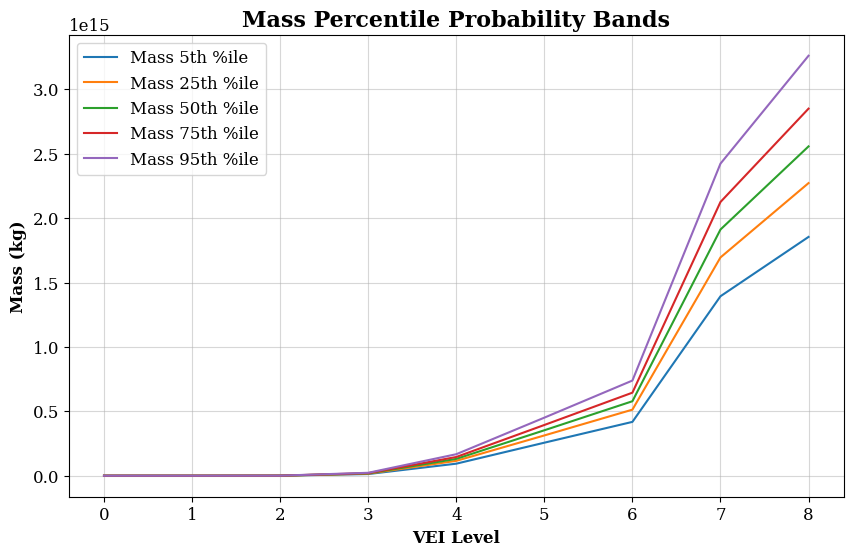 Mass Percentile Probability Bands
1e15
Mass 5th %ile
Mass 25th %ile
Mass 50th %ile
Mass 75th %ile
Mass 95th %ile
3.0
2.5
2.0
1.5
1.0
0.5
0.0
Mass (kg)
0 1 2 3 4 5 6 7 8
VEI Level